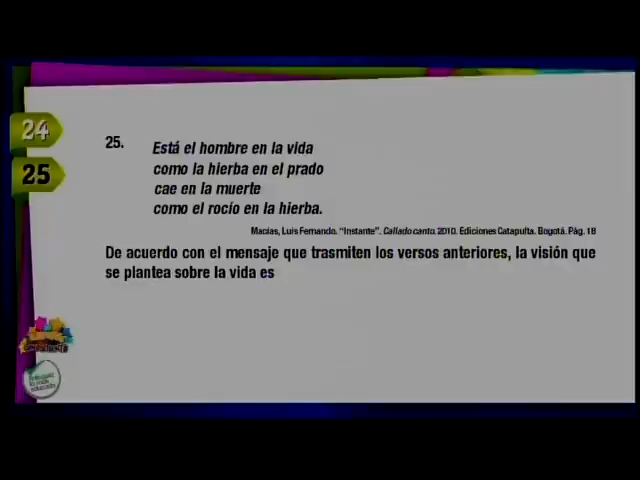 24
25
25.
Está el hombre en la vida
como la hierba en el prado
cae en la muerte
como el rocío en la hierba.
Macías, Luis Fernando. "Instante". Callado canto. 2010. Ediciones Catapulta. Bogotá. Pág. 18
De acuerdo con el mensaje que trasmiten los versos anteriores, la visión que
se plantea sobre la vida es